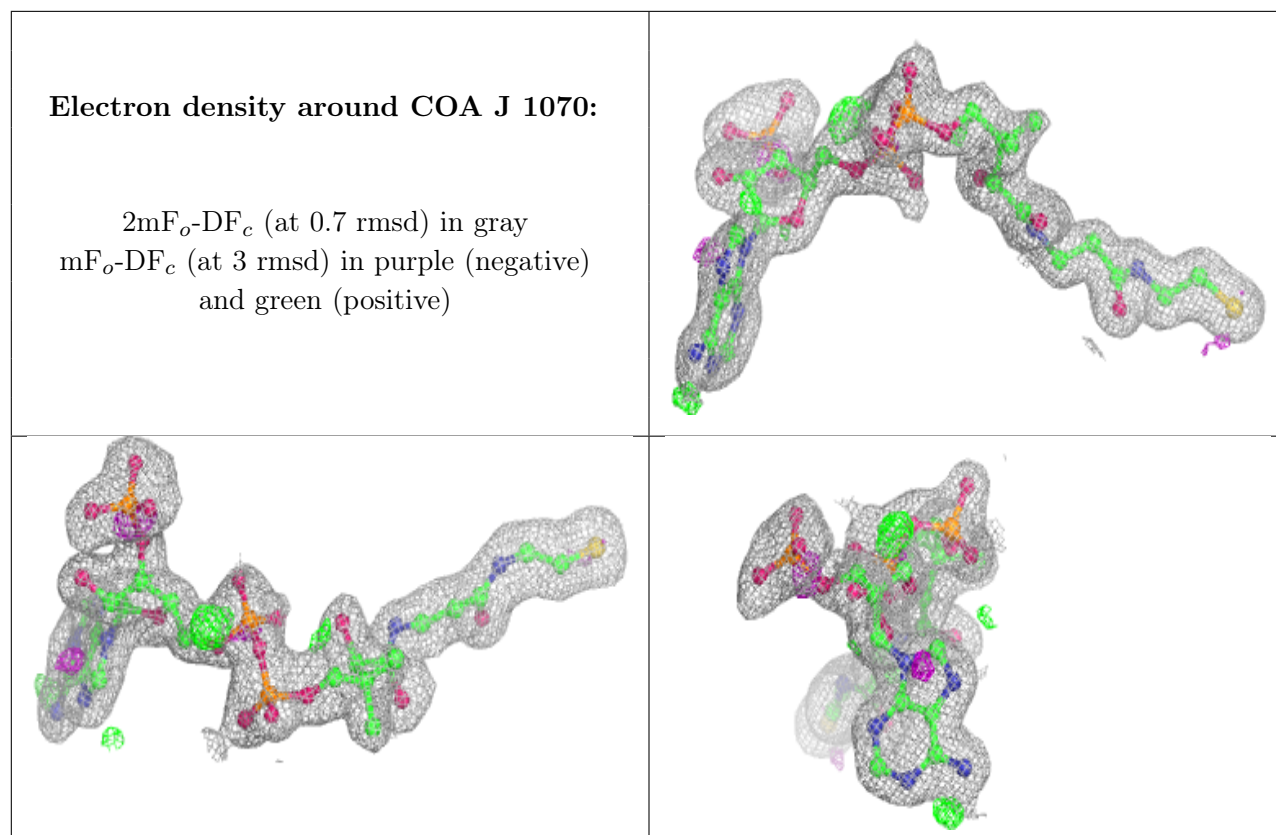 Electron density around COA J 1070:
2mFₒ-DF𝒸 (at 0.7 rmsd) in gray
mFₒ-DF𝒸 (at 3 rmsd) in purple (negative)
and green (positive)